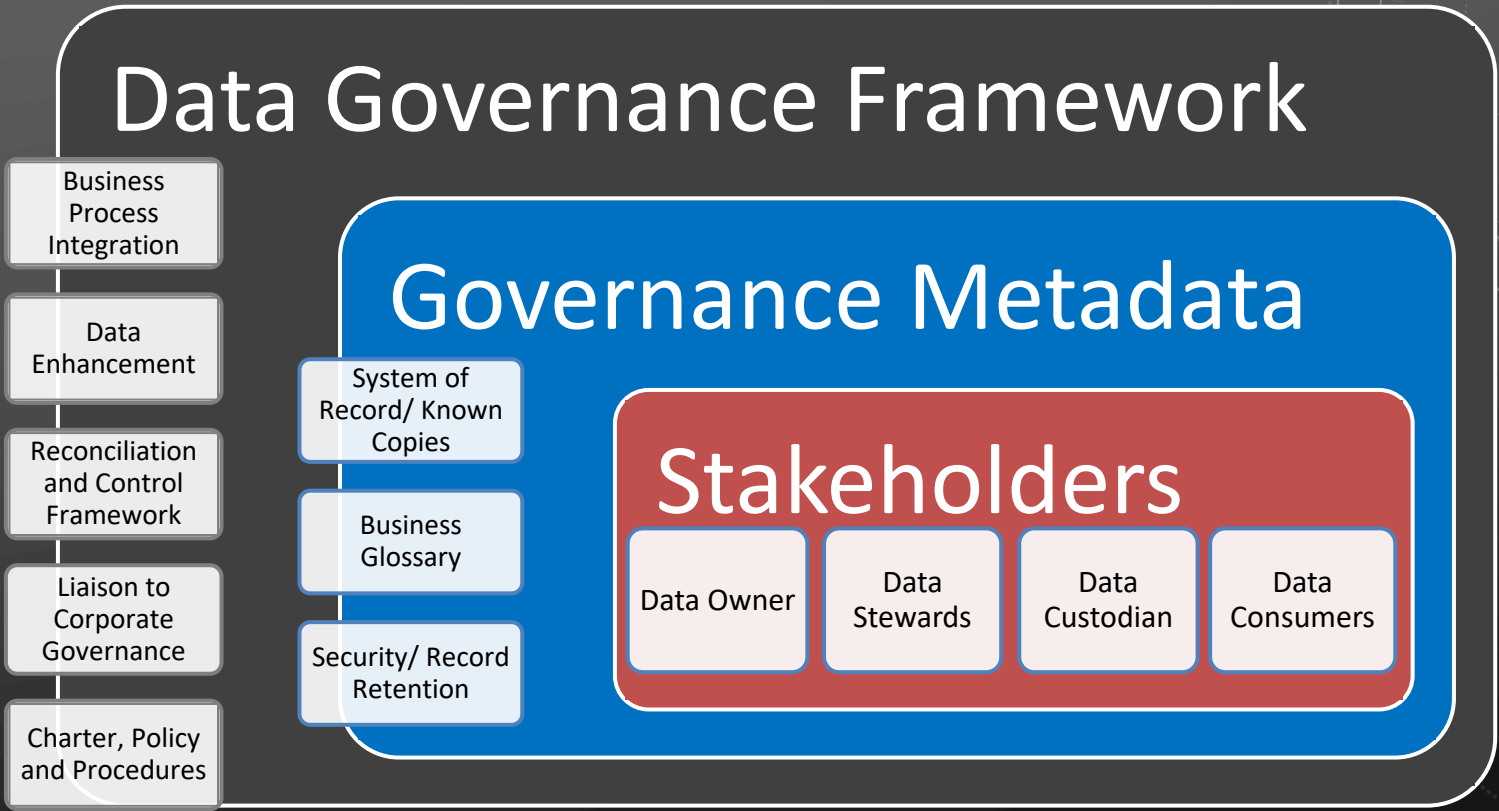 Data Governance Framework
Business
Process
Integration
Data
Enhancement
Reconciliation
and Control
Framework
Liaison to
Corporate
Governance
Charter, Policy
and Procedures
Governance Metadata
System of
Record/ Known
Copies
Business
Glossary
Security/ Record
Retention
Stakeholders
Data Owner
Data
Stewards
Data
Custodian
Data
Consumers